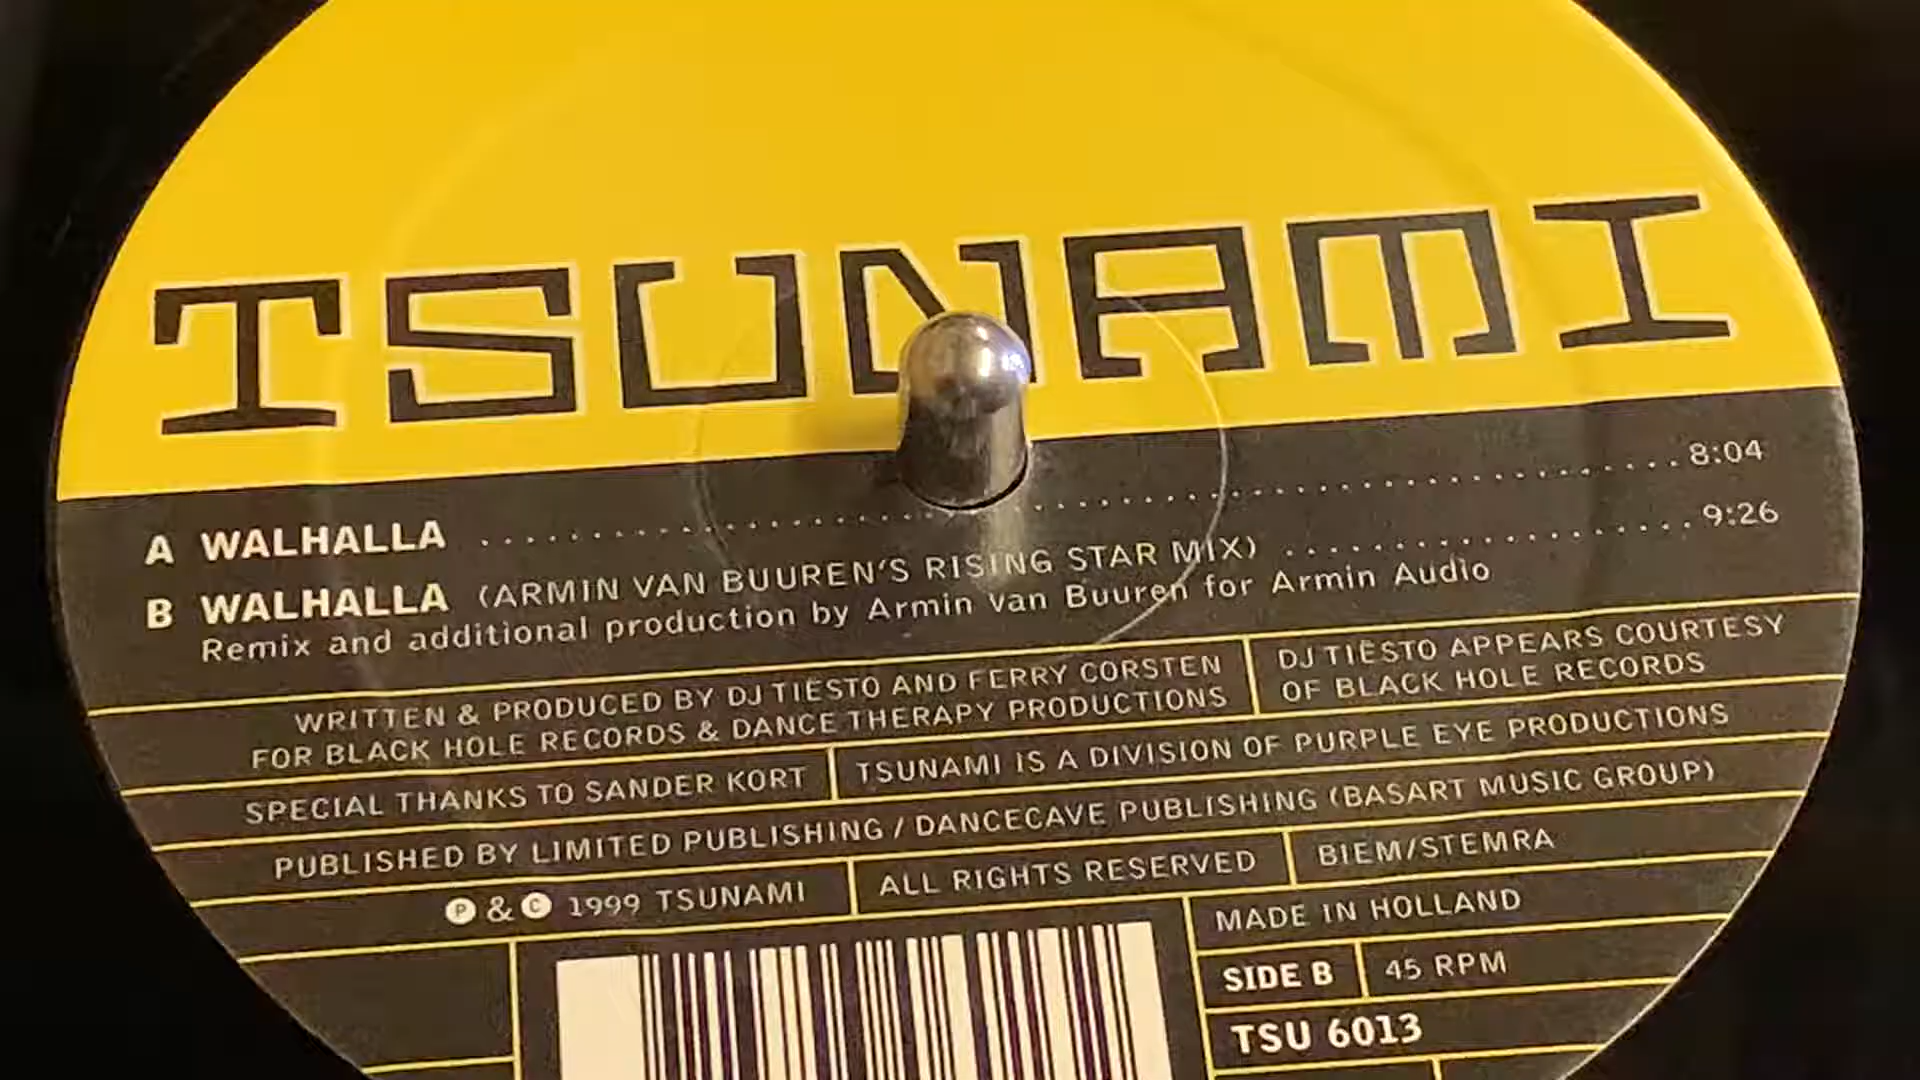 TSUNAMI
A WALHALLA ........ 8:04
B WALHALLA (ARMIN VAN BUUREN'S RISING STAR MIX) ........ 9:26
Remix and additional production by Armin van Buuren for Armin Audio
WRITTEN & PRODUCED BY DJ TIËSTO AND FERRY CORSTEN
FOR BLACK HOLE RECORDS & DANCE THERAPY PRODUCTIONS
DJ TIËSTO APPEARS COURTESY
OF BLACK HOLE RECORDS
SPECIAL THANKS TO SANDER KORT
TSUNAMI IS A DIVISION OF PURPLE EYE PRODUCTIONS
PUBLISHED BY LIMITED PUBLISHING / DANCECAVE PUBLISHING (BASART MUSIC GROUP)
Ⓟ & © 1999 TSUNAMI
ALL RIGHTS RESERVED
BIEM/STEMRA
MADE IN HOLLAND
SIDE B
45 RPM
TSU 6013